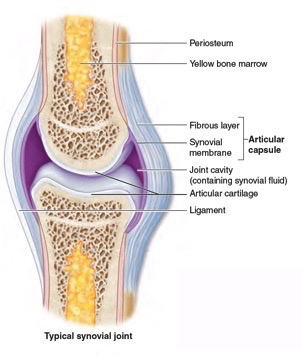 Periosteum
Yellow bone marrow
Fibrous layer
Synovial
membrane
Articular
capsule
Joint cavity
(containing synovial fluid)
Articular cartilage
Ligament
Typical synovial joint